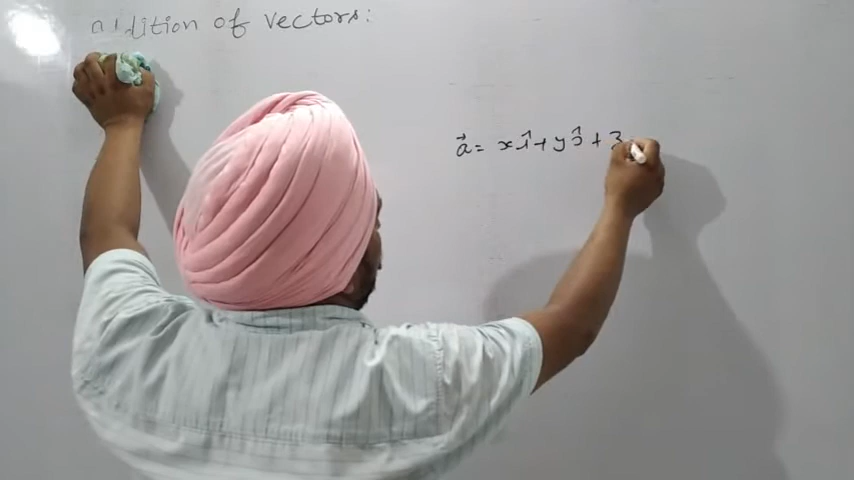 addition of vectors:
a⃗ = x î + y ĵ + z